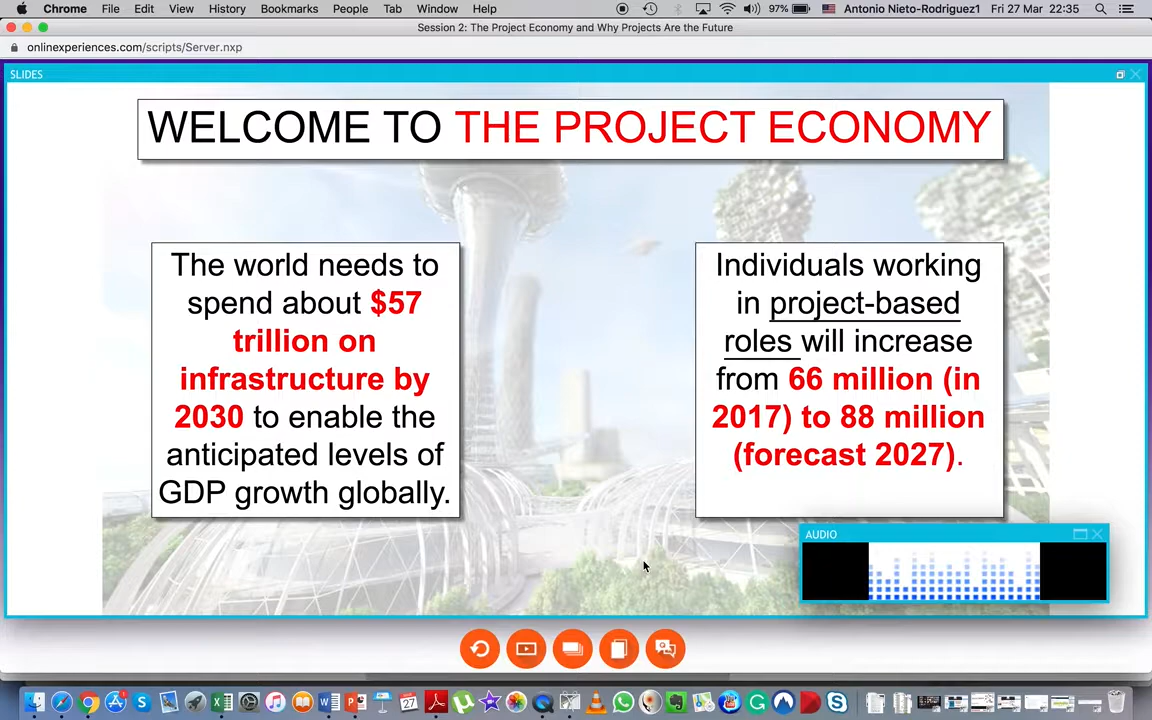 Chrome File Edit View History Bookmarks People Tab Window Help 97% Antonio Nieto-Rodriguez1 Fri 27 Mar 22:35
Session 2: The Project Economy and Why Projects Are the Future
onlinexperiences.com/scripts/Server.nxp
SLIDES
WELCOME TO THE PROJECT ECONOMY
The world needs to
spend about $57
trillion on
infrastructure by
2030 to enable the
anticipated levels of
GDP growth globally.
Individuals working
in project-based
roles will increase
from 66 million (in
2017) to 88 million
(forecast 2027).
AUDIO